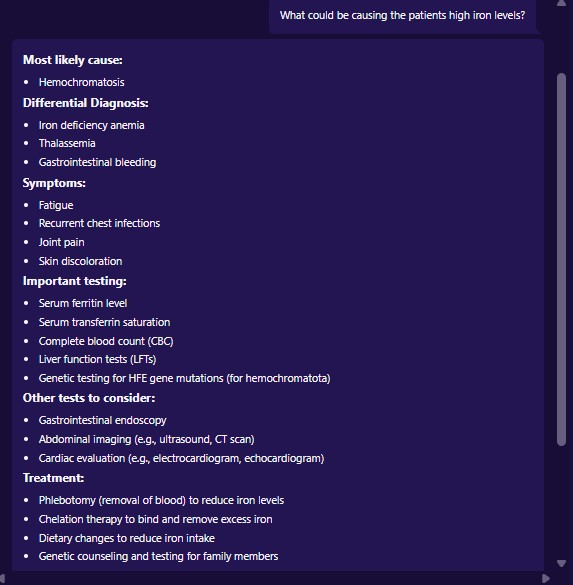 What could be causing the patients high iron levels?
Most likely cause:
• Hemochromatosis
Differential Diagnosis:
• Iron deficiency anemia
• Thalassemia
• Gastrointestinal bleeding
Symptoms:
• Fatigue
• Recurrent chest infections
• Joint pain
• Skin discoloration
Important testing:
• Serum ferritin level
• Serum transferrin saturation
• Complete blood count (CBC)
• Liver function tests (LFTs)
• Genetic testing for HFE gene mutations (for hemochromatota)
Other tests to consider:
• Gastrointestinal endoscopy
• Abdominal imaging (e.g., ultrasound, CT scan)
• Cardiac evaluation (e.g., electrocardiogram, echocardiogram)
Treatment:
• Phlebotomy (removal of blood) to reduce iron levels
• Chelation therapy to bind and remove excess iron
• Dietary changes to reduce iron intake
• Genetic counseling and testing for family members